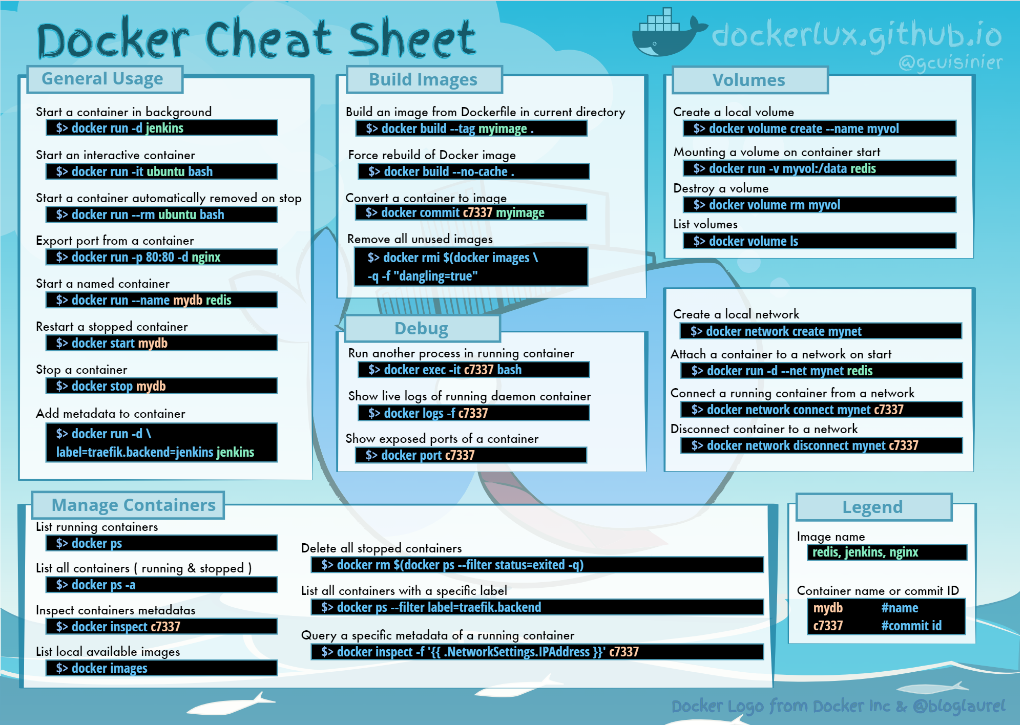 Docker Cheat Sheet
dockerlux.github.io
@gcuisinier
General Usage
Start a container in background
$> docker run -d jenkins
Start an interactive container
$> docker run -it ubuntu bash
Start a container automatically removed on stop
$> docker run --rm ubuntu bash
Export port from a container
$> docker run -p 80:80 -d nginx
Start a named container
$> docker run --name mydb redis
Restart a stopped container
$> docker start mydb
Stop a container
$> docker stop mydb
Add metadata to container
$> docker run -d \
label=traefik.backend=jenkins jenkins
Build Images
Build an image from Dockerfile in current directory
$> docker build --tag myimage .
Force rebuild of Docker image
$> docker build --no-cache .
Convert a container to image
$> docker commit c7337 myimage
Remove all unused images
$> docker rmi $(docker images \
-q -f "dangling=true"
Debug
Run another process in running container
$> docker exec -it c7337 bash
Show live logs of running daemon container
$> docker logs -f c7337
Show exposed ports of a container
$> docker port c7337
Volumes
Create a local volume
$> docker volume create --name myvol
Mounting a volume on container start
$> docker run -v myvol:/data redis
Destroy a volume
$> docker volume rm myvol
List volumes
$> docker volume ls
Create a local network
$> docker network create mynet
Attach a container to a network on start
$> docker run -d --net mynet redis
Connect a running container from a network
$> docker network connect mynet c7337
Disconnect container to a network
$> docker network disconnect mynet c7337
Manage Containers
List running containers
$> docker ps
List all containers ( running & stopped )
$> docker ps -a
Inspect containers metadatas
$> docker inspect c7337
List local available images
$> docker images
Delete all stopped containers
$> docker rm $(docker ps --filter status=exited -q)
List all containers with a specific label
$> docker ps --filter label=traefik.backend
Query a specific metadata of a running container
$> docker inspect -f '{{ .NetworkSettings.IPAddress }}' c7337
Legend
Image name
redis, jenkins, nginx
Container name or commit ID
mydb #name
c7337 #commit id
Docker Logo from Docker Inc & @bloglaurel